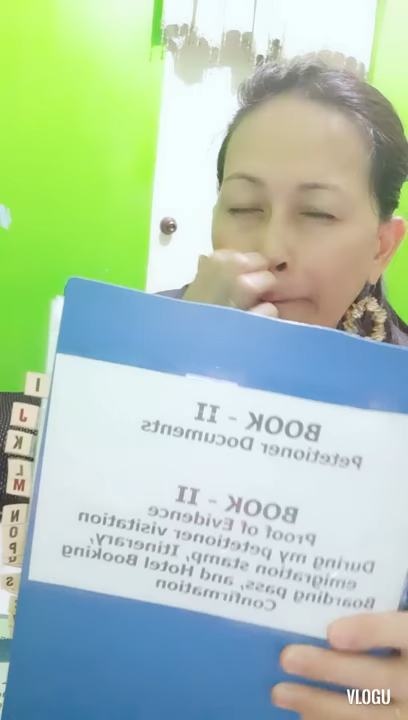 BOOK - II
Petetioner Documents
BOOK - II
Proof of Evidence
During my petetioner visitation
emigration stamp, Itinerary,
Boarding pass, and Hotel Booking
Confirmation
I
J
K
L
M
N
O
P
S
VLOGU